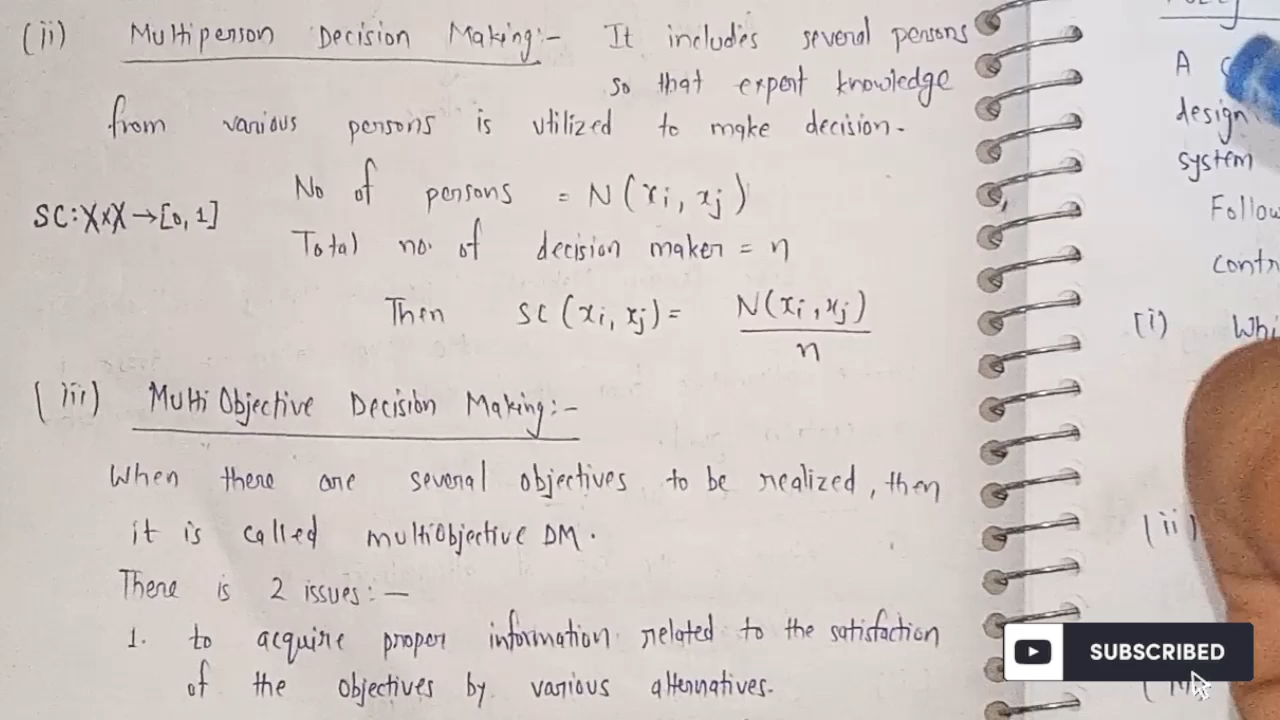 (ii) Multiperson Decision Making:- It includes several persons
so that expert knowledge
from various persons is utilized to make decision.
No of persons = N(xi, xj)
SC: X×X → [0, 1]
Total no. of decision maker = n
Then SC(xi, xj) = N(xi, xj)
n
(iii) Multi Objective Decision Making:-
When there are several objectives to be realized, then
it is called multiobjective DM.
There is 2 issues:-
1. to acquire proper information related to the satisfaction
of the objectives by various alternatives.
A
design
system
Follow
contr
(i) Whi
(ii)
SUBSCRIBED